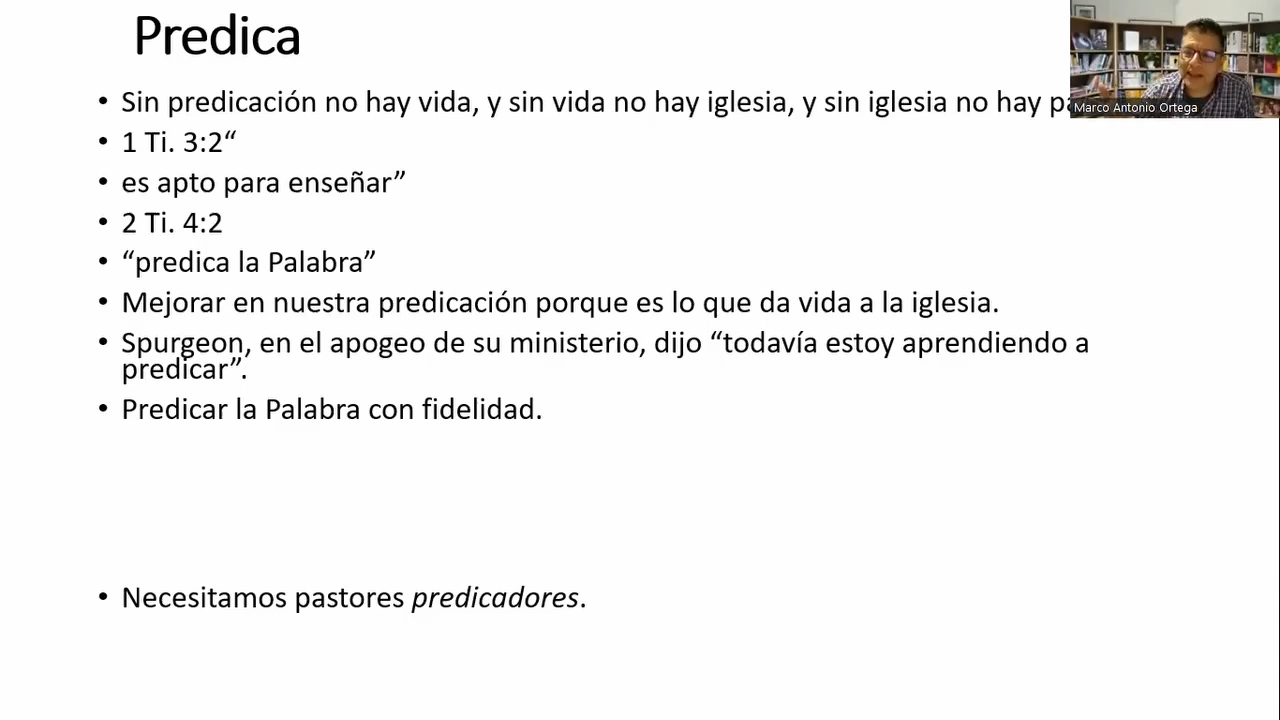 Predica
• Sin predicación no hay vida, y sin vida no hay iglesia, y sin iglesia no hay
Marco Antonio Ortega
• 1 Ti. 3:2“
• es apto para enseñar”
• 2 Ti. 4:2
• “predica la Palabra”
• Mejorar en nuestra predicación porque es lo que da vida a la iglesia.
• Spurgeon, en el apogeo de su ministerio, dijo “todavía estoy aprendiendo a
predicar”.
• Predicar la Palabra con fidelidad.
• Necesitamos pastores predicadores.